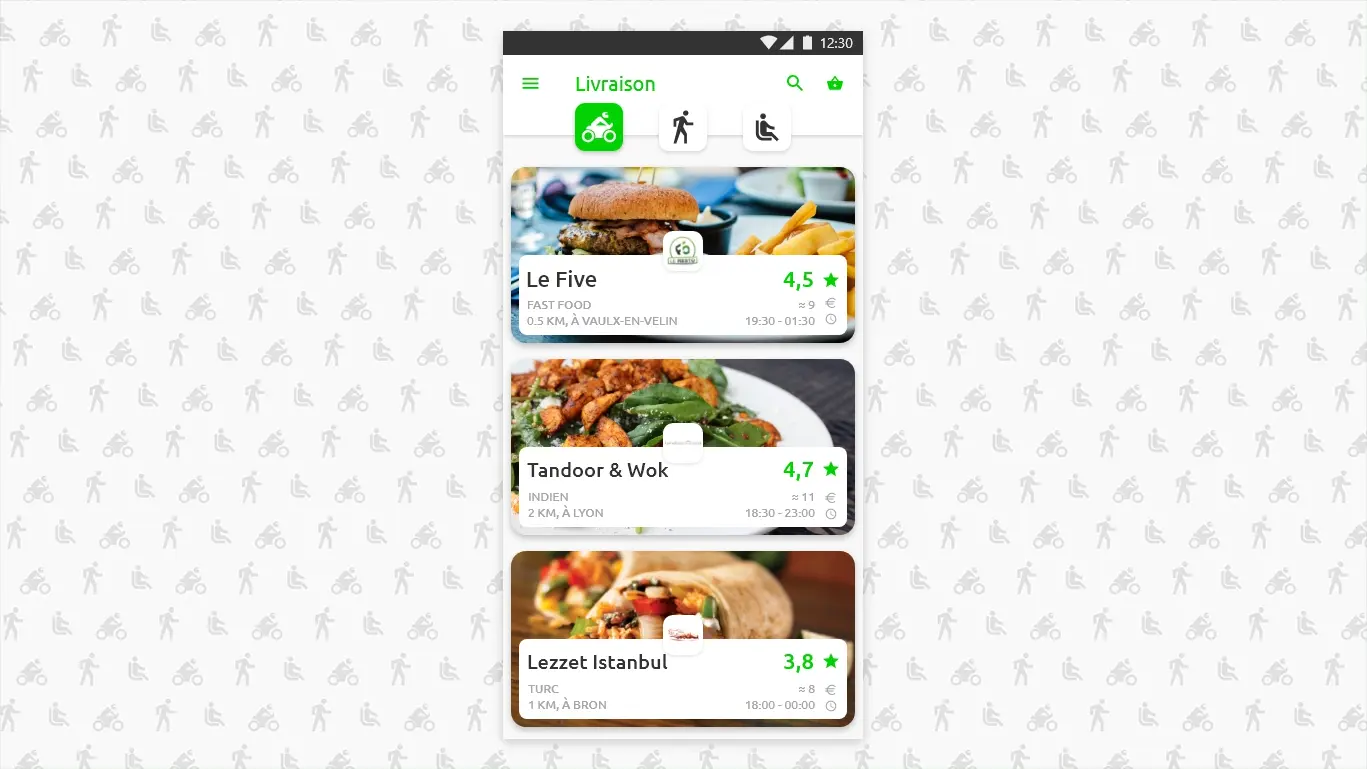 12:30
Livraison
Le Five
4,5
FAST FOOD
≈ 9 €
0.5 KM, À VAULX-EN-VELIN
19:30 - 01:30
Tandoor & Wok
4,7
INDIEN
≈ 11 €
2 KM, À LYON
18:30 - 23:00
Lezzet Istanbul
3,8
TURC
≈ 8 €
1 KM, À BRON
18:00 - 00:00